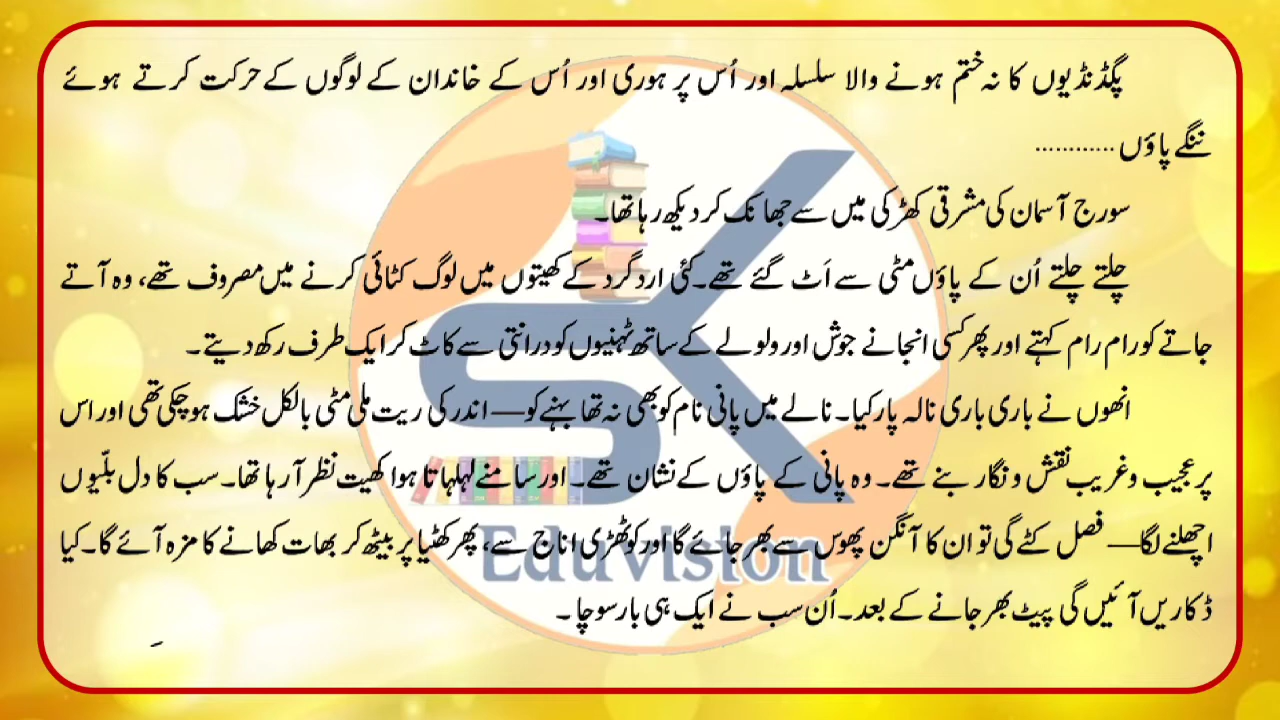 پگڈنڈیوں کا نہ ختم ہونے والا سلسلہ اور اُس پر ہوری اور اُس کے خاندان کے لوگوں کے حرکت کرتے ہوئے
ننگے پاؤں ............
سورج آسمان کی مشرقی کھڑکی میں سے جھانک کر دیکھ رہا تھا۔
چلتے چلتے اُن کے پاؤں مٹی سے اَٹ گئے تھے۔ کئی اردگرد کے کھیتوں میں لوگ کٹائی کرنے میں مصروف تھے، وہ آتے
جاتے کو رام رام کہتے اور پھر کسی انجانے جوش اور ولولے کے ساتھ ٹہنیوں کو درانتی سے کاٹ کر ایک طرف رکھ دیتے۔
انھوں نے باری باری نالہ پار کیا۔ نالے میں پانی نام کو بھی نہ تھا بہنے کو— اندر کی ریت ملی مٹی بالکل خشک ہوچکی تھی اور اس
پر عجیب و غریب نقش و نگار بنے تھے۔ وہ پانی کے پاؤں کے نشان تھے۔ اور سامنے لہلہاتا ہوا کھیت نظر آرہا تھا۔ سب کا دل بلّیوں
اچھلنے لگا— فصل کٹے گی تو ان کا آنگن پھوس سے بھر جائے گا اور کوٹھڑی اناج سے، پھر کھٹیا پر بیٹھ کر بھات کھانے کا مزہ آئے گا۔ کیا
ڈکاریں آئیں گی پیٹ بھر جانے کے بعد۔ اُن سب نے ایک ہی بار سوچا۔
SK
Eduvision